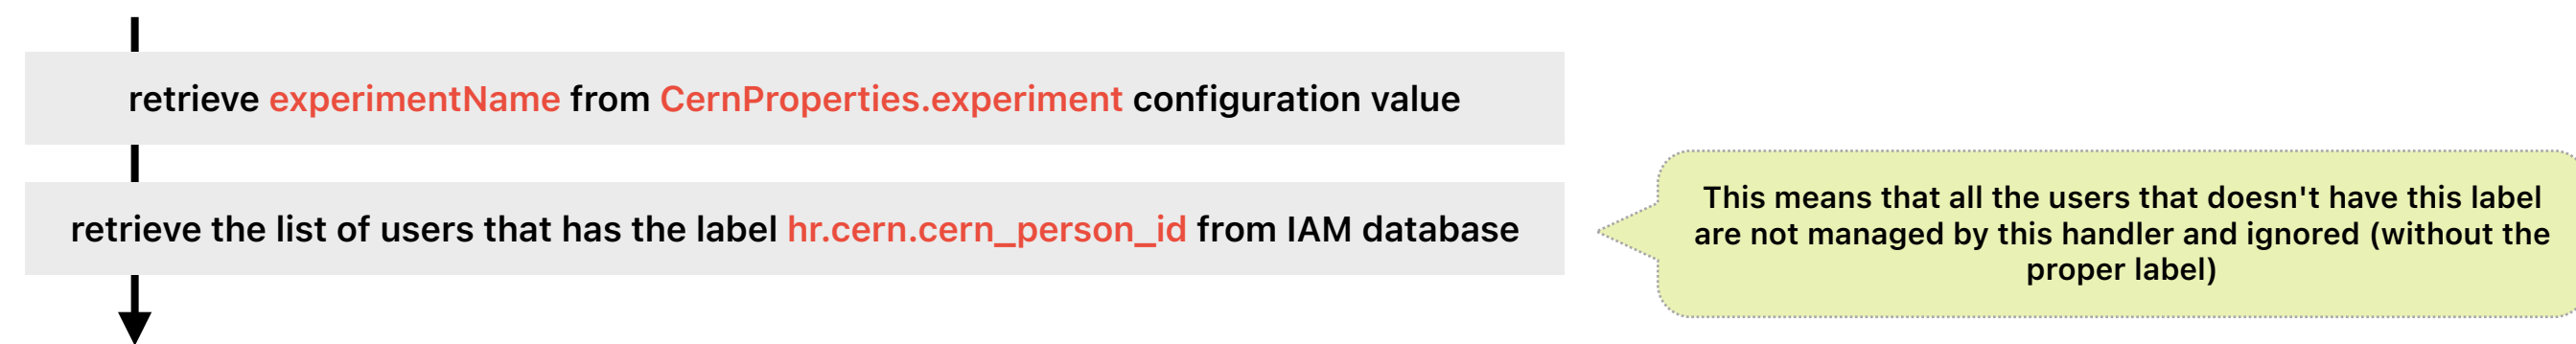 retrieve experimentName from CernProperties.experiment configuration value
retrieve the list of users that has the label hr.cern.cern_person_id from IAM database
This means that all the users that doesn't have this label
are not managed by this handler and ignored (without the
proper label)